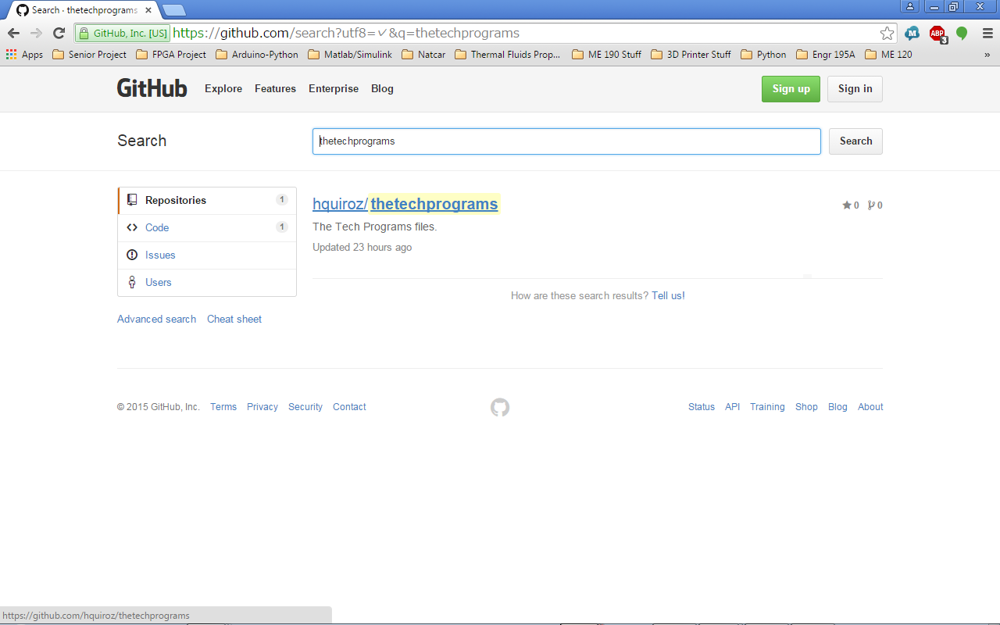 Search · thetechprograms
GitHub, Inc. [US] https://github.com/search?utf8=✓&q=thetechprograms
ABP 3
Apps Senior Project FPGA Project Arduino-Python Matlab/Simulink Natcar Thermal Fluids Prop... ME 190 Stuff 3D Printer Stuff Python Engr 195A ME 120 »
GitHub Explore Features Enterprise Blog Sign up Sign in
Search thetechprograms Search
Repositories 1
Code 1
Issues
Users
Advanced search Cheat sheet
hquiroz/thetechprograms 0 0
The Tech Programs files.
Updated 23 hours ago
How are these search results? Tell us!
© 2015 GitHub, Inc. Terms Privacy Security Contact Status API Training Shop Blog About
https://github.com/hquiroz/thetechprograms